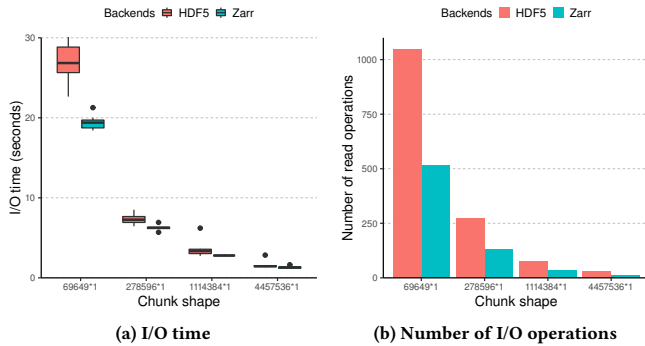 Backends HDF5 Zarr
30
20
10
0
I/O time (seconds)
69649*1 278596*1 1114384*1 4457536*1
Chunk shape
(a) I/O time
Backends HDF5 Zarr
1000
750
500
250
0
Number of read operations
69649*1 278596*1 1114384*1 4457536*1
Chunk shape
(b) Number of I/O operations